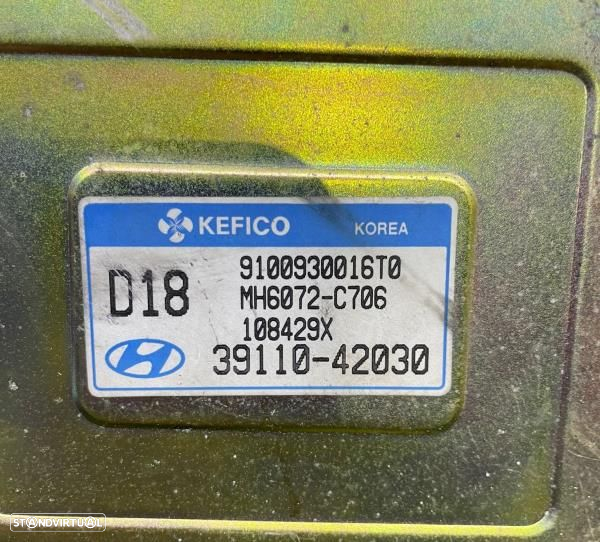 KEFICO KOREA
D18
9100930016T0
MH6072-C706
108429X
39110-42030
STANDVIRTUAL